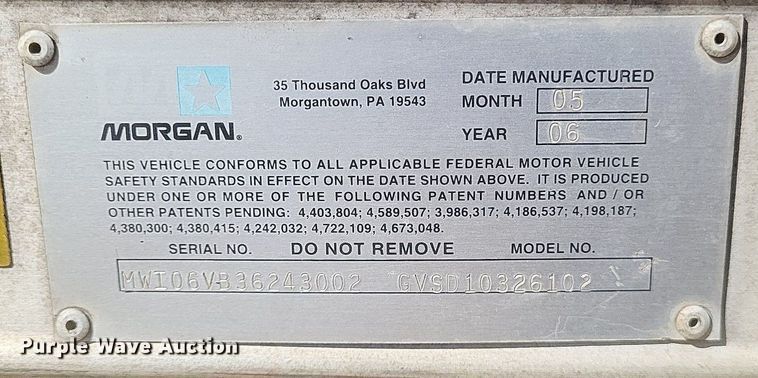 35 Thousand Oaks Blvd
Morgantown, PA 19543
MORGAN®
DATE MANUFACTURED
MONTH 05
YEAR 06
THIS VEHICLE CONFORMS TO ALL APPLICABLE FEDERAL MOTOR VEHICLE
SAFETY STANDARDS IN EFFECT ON THE DATE SHOWN ABOVE. IT IS PRODUCED
UNDER ONE OR MORE OF THE FOLLOWING PATENT NUMBERS AND / OR
OTHER PATENTS PENDING: 4,403,804; 4,589,507; 3,986,317; 4,186,537; 4,198,187;
4,380,300; 4,380,415; 4,242,032; 4,722,109; 4,673,048.
SERIAL NO. DO NOT REMOVE MODEL NO.
MWI06VB36243002 GVSD10326102
Purple Wave Auction